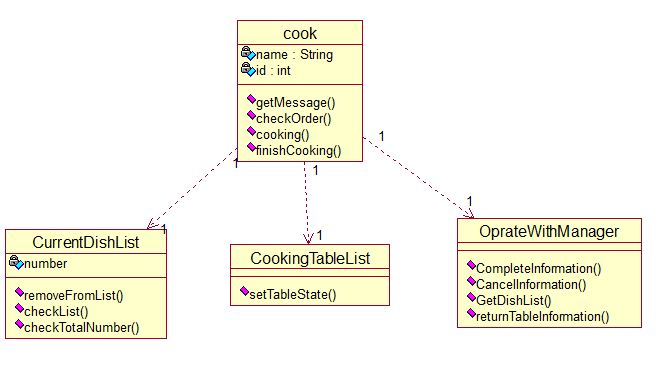 cook
name : String
id : int
getMessage()
checkOrder()
cooking()
finishCooking()
1
1
1
1
1
1
CurrentDishList
number
removeFromList()
checkList()
checkTotalNumber()
CookingTableList
setTableState()
OprateWithManager
CompleteInformation()
CancelInformation()
GetDishList()
returnTableInformation()